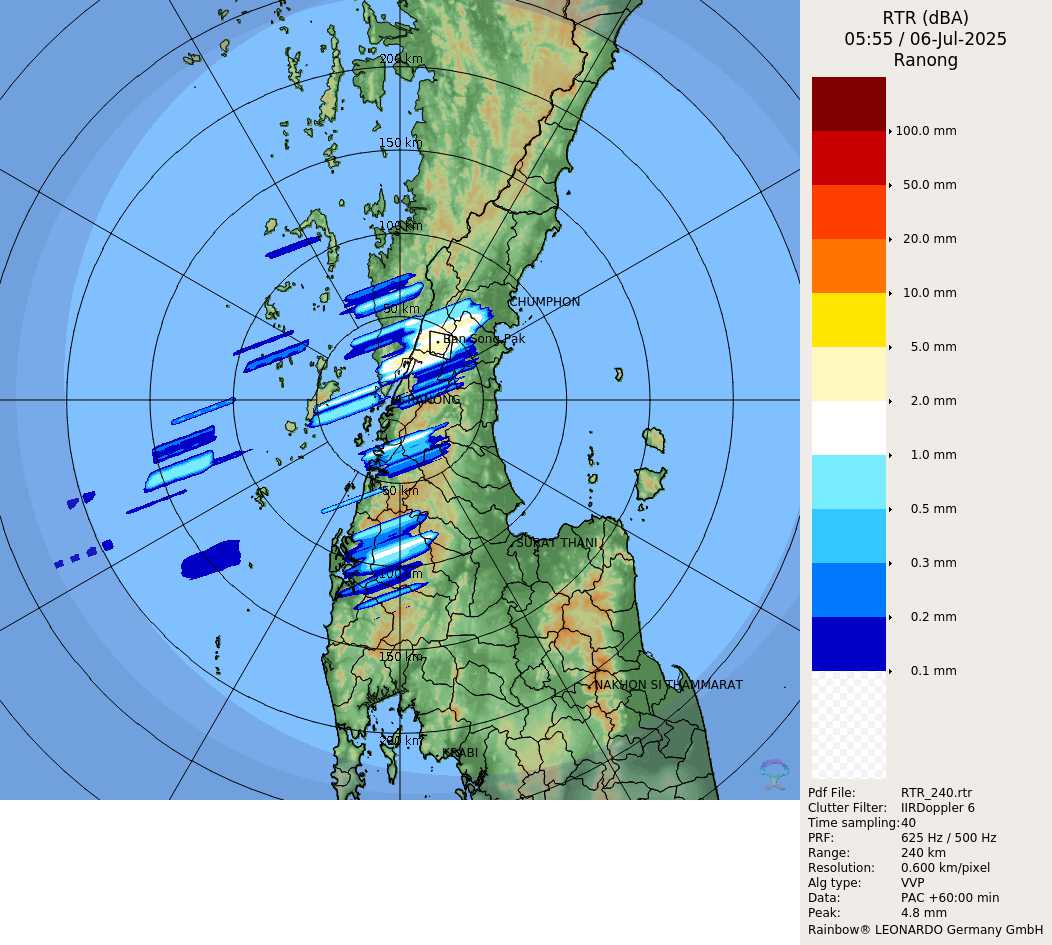 RTR (dBA)
05:55 / 06-Jul-2025
Ranong
100.0 mm
50.0 mm
20.0 mm
10.0 mm
5.0 mm
2.0 mm
1.0 mm
0.5 mm
0.3 mm
0.2 mm
0.1 mm
Pdf File: RTR_240.rtr
Clutter Filter: IIRDoppler 6
Time sampling: 40
PRF: 625 Hz / 500 Hz
Range: 240 km
Resolution: 0.600 km/pixel
Alg type: VVP
Data: PAC +60:00 min
Peak: 4.8 mm
Rainbow® LEONARDO Germany GmbH
200 km
150 km
100 km
CHUMPHON
50 km
Ban Song Pak
RANONG
50 km
SURAT THANI
100 km
150 km
NAKHON SI THAMMARAT
200 km
KRABI